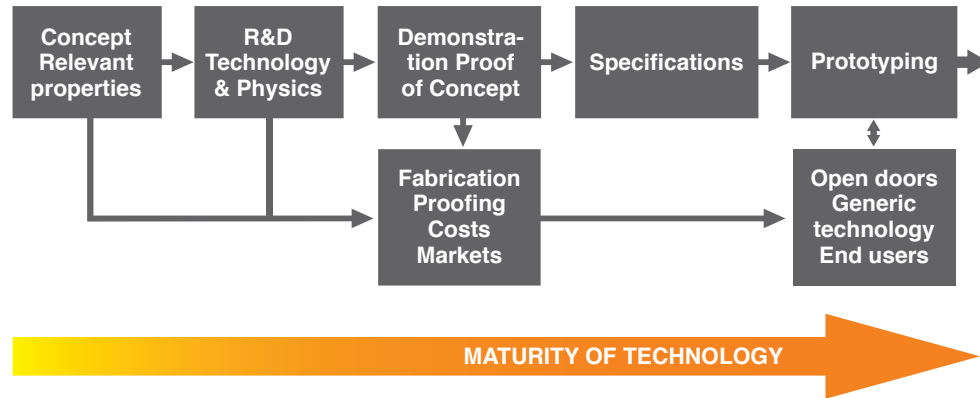 Concept
Relevant
properties
R&D
Technology
& Physics
Demonstra-
tion Proof
of Concept
Specifications
Prototyping
Fabrication
Proofing
Costs
Markets
Open doors
Generic
technology
End users
MATURITY OF TECHNOLOGY